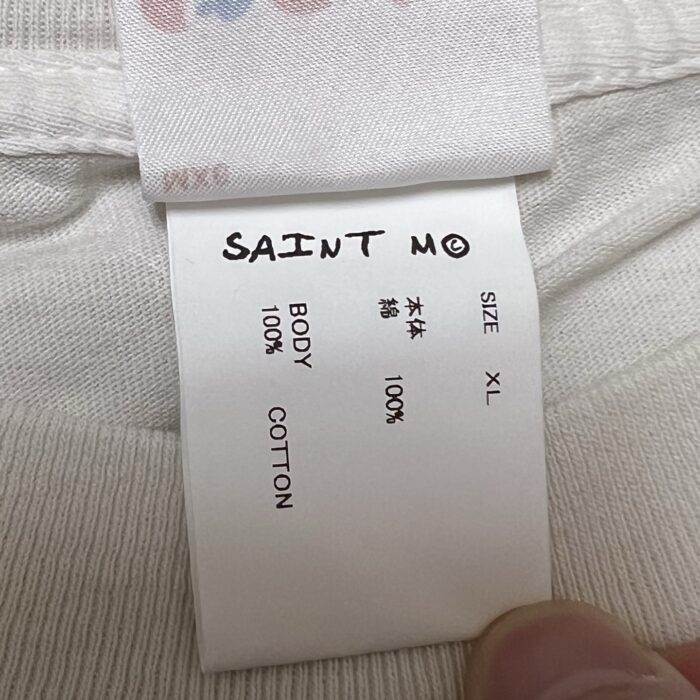 SAINT M©
SIZE XL
本体
綿 100%
BODY
100% COTTON